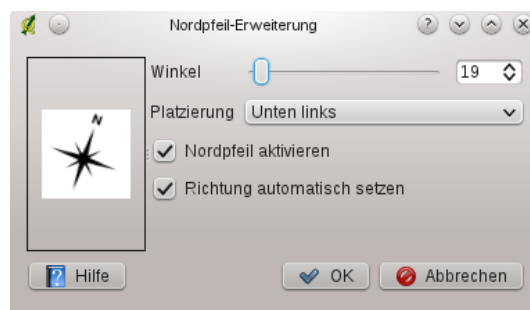 Nordpfeil-Erweiterung
Winkel 19
Platzierung Unten links
N
Nordpfeil aktivieren
Richtung automatisch setzen
Hilfe OK Abbrechen